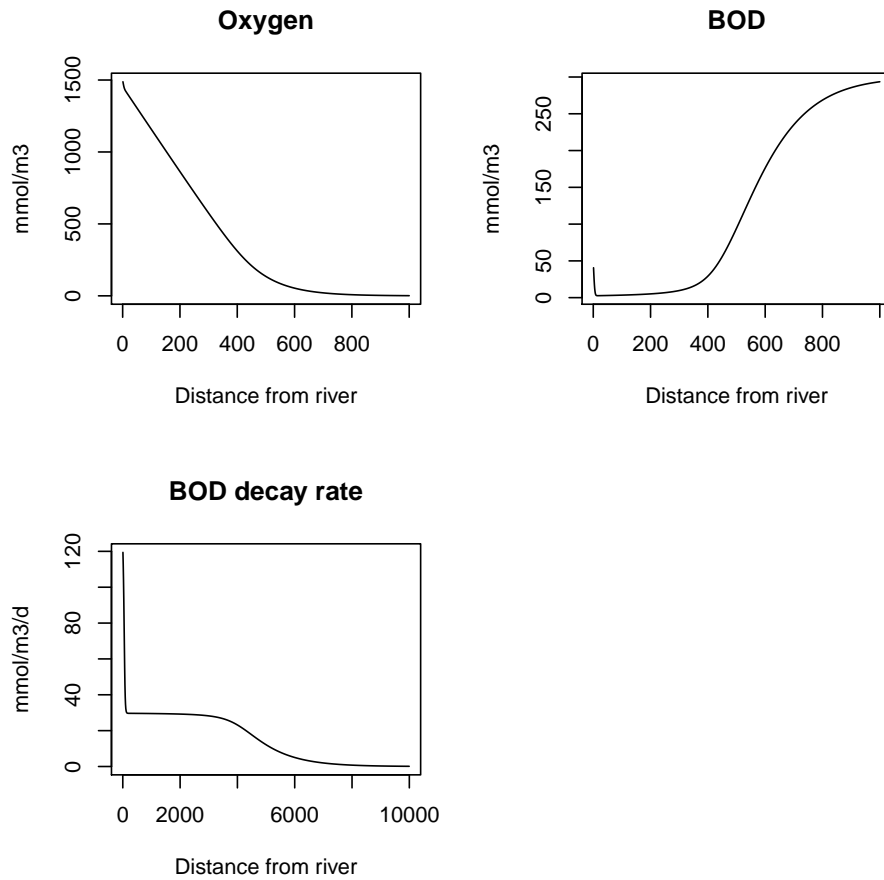 Oxygen
mmol/m3
1500
1000
500
0
0 200 400 600 800
Distance from river
BOD
mmol/m3
250
150
50
0
0 200 400 600 800
Distance from river
BOD decay rate
mmol/m3/d
120
80
40
0
0 2000 6000 10000
Distance from river